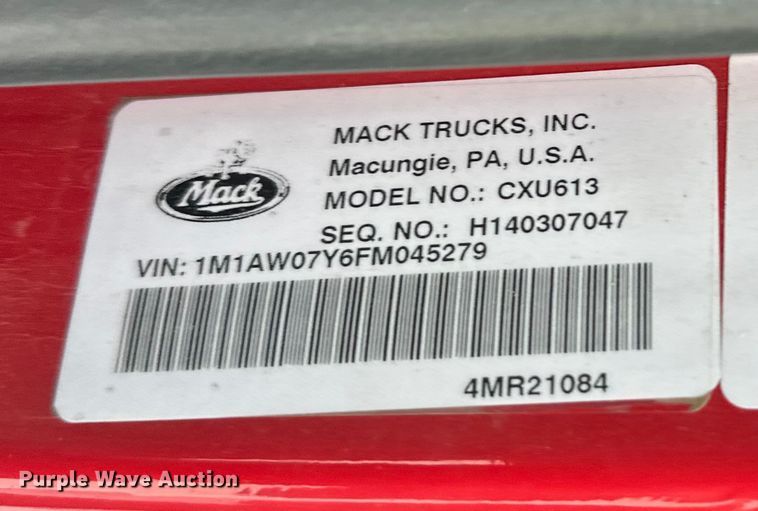 MACK TRUCKS, INC.
Macungie, PA, U.S.A.
Mack
MODEL NO.: CXU613
SEQ. NO.: H140307047
VIN: 1M1AW07Y6FM045279
4MR21084
Purple Wave Auction